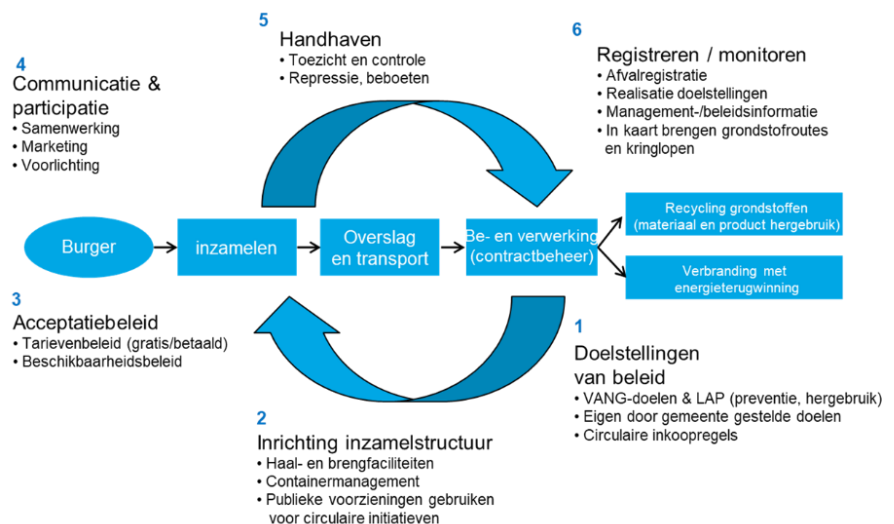 5
Handhaven
• Toezicht en controle
• Repressie, beboeten
6
Registreren / monitoren
• Afvalregistratie
• Realisatie doelstellingen
• Management-/beleidsinformatie
• In kaart brengen grondstofroutes
en kringlopen
4
Communicatie &
participatie
• Samenwerking
• Marketing
• Voorlichting
Burger
inzamelen
Overslag
en transport
Be- en verwerking
(contractbeheer)
Recycling grondstoffen
(materiaal en product hergebruik)
Verbranding met
energieterugwinning
3
Acceptatiebeleid
• Tarievenbeleid (gratis/betaald)
• Beschikbaarheidsbeleid
1
Doelstellingen
van beleid
• VANG-doelen & LAP (preventie, hergebruik)
• Eigen door gemeente gestelde doelen
• Circulaire inkoopregels
2
Inrichting inzamelstructuur
• Haal- en brengfaciliteiten
• Containermanagement
• Publieke voorzieningen gebruiken
voor circulaire initiatieven